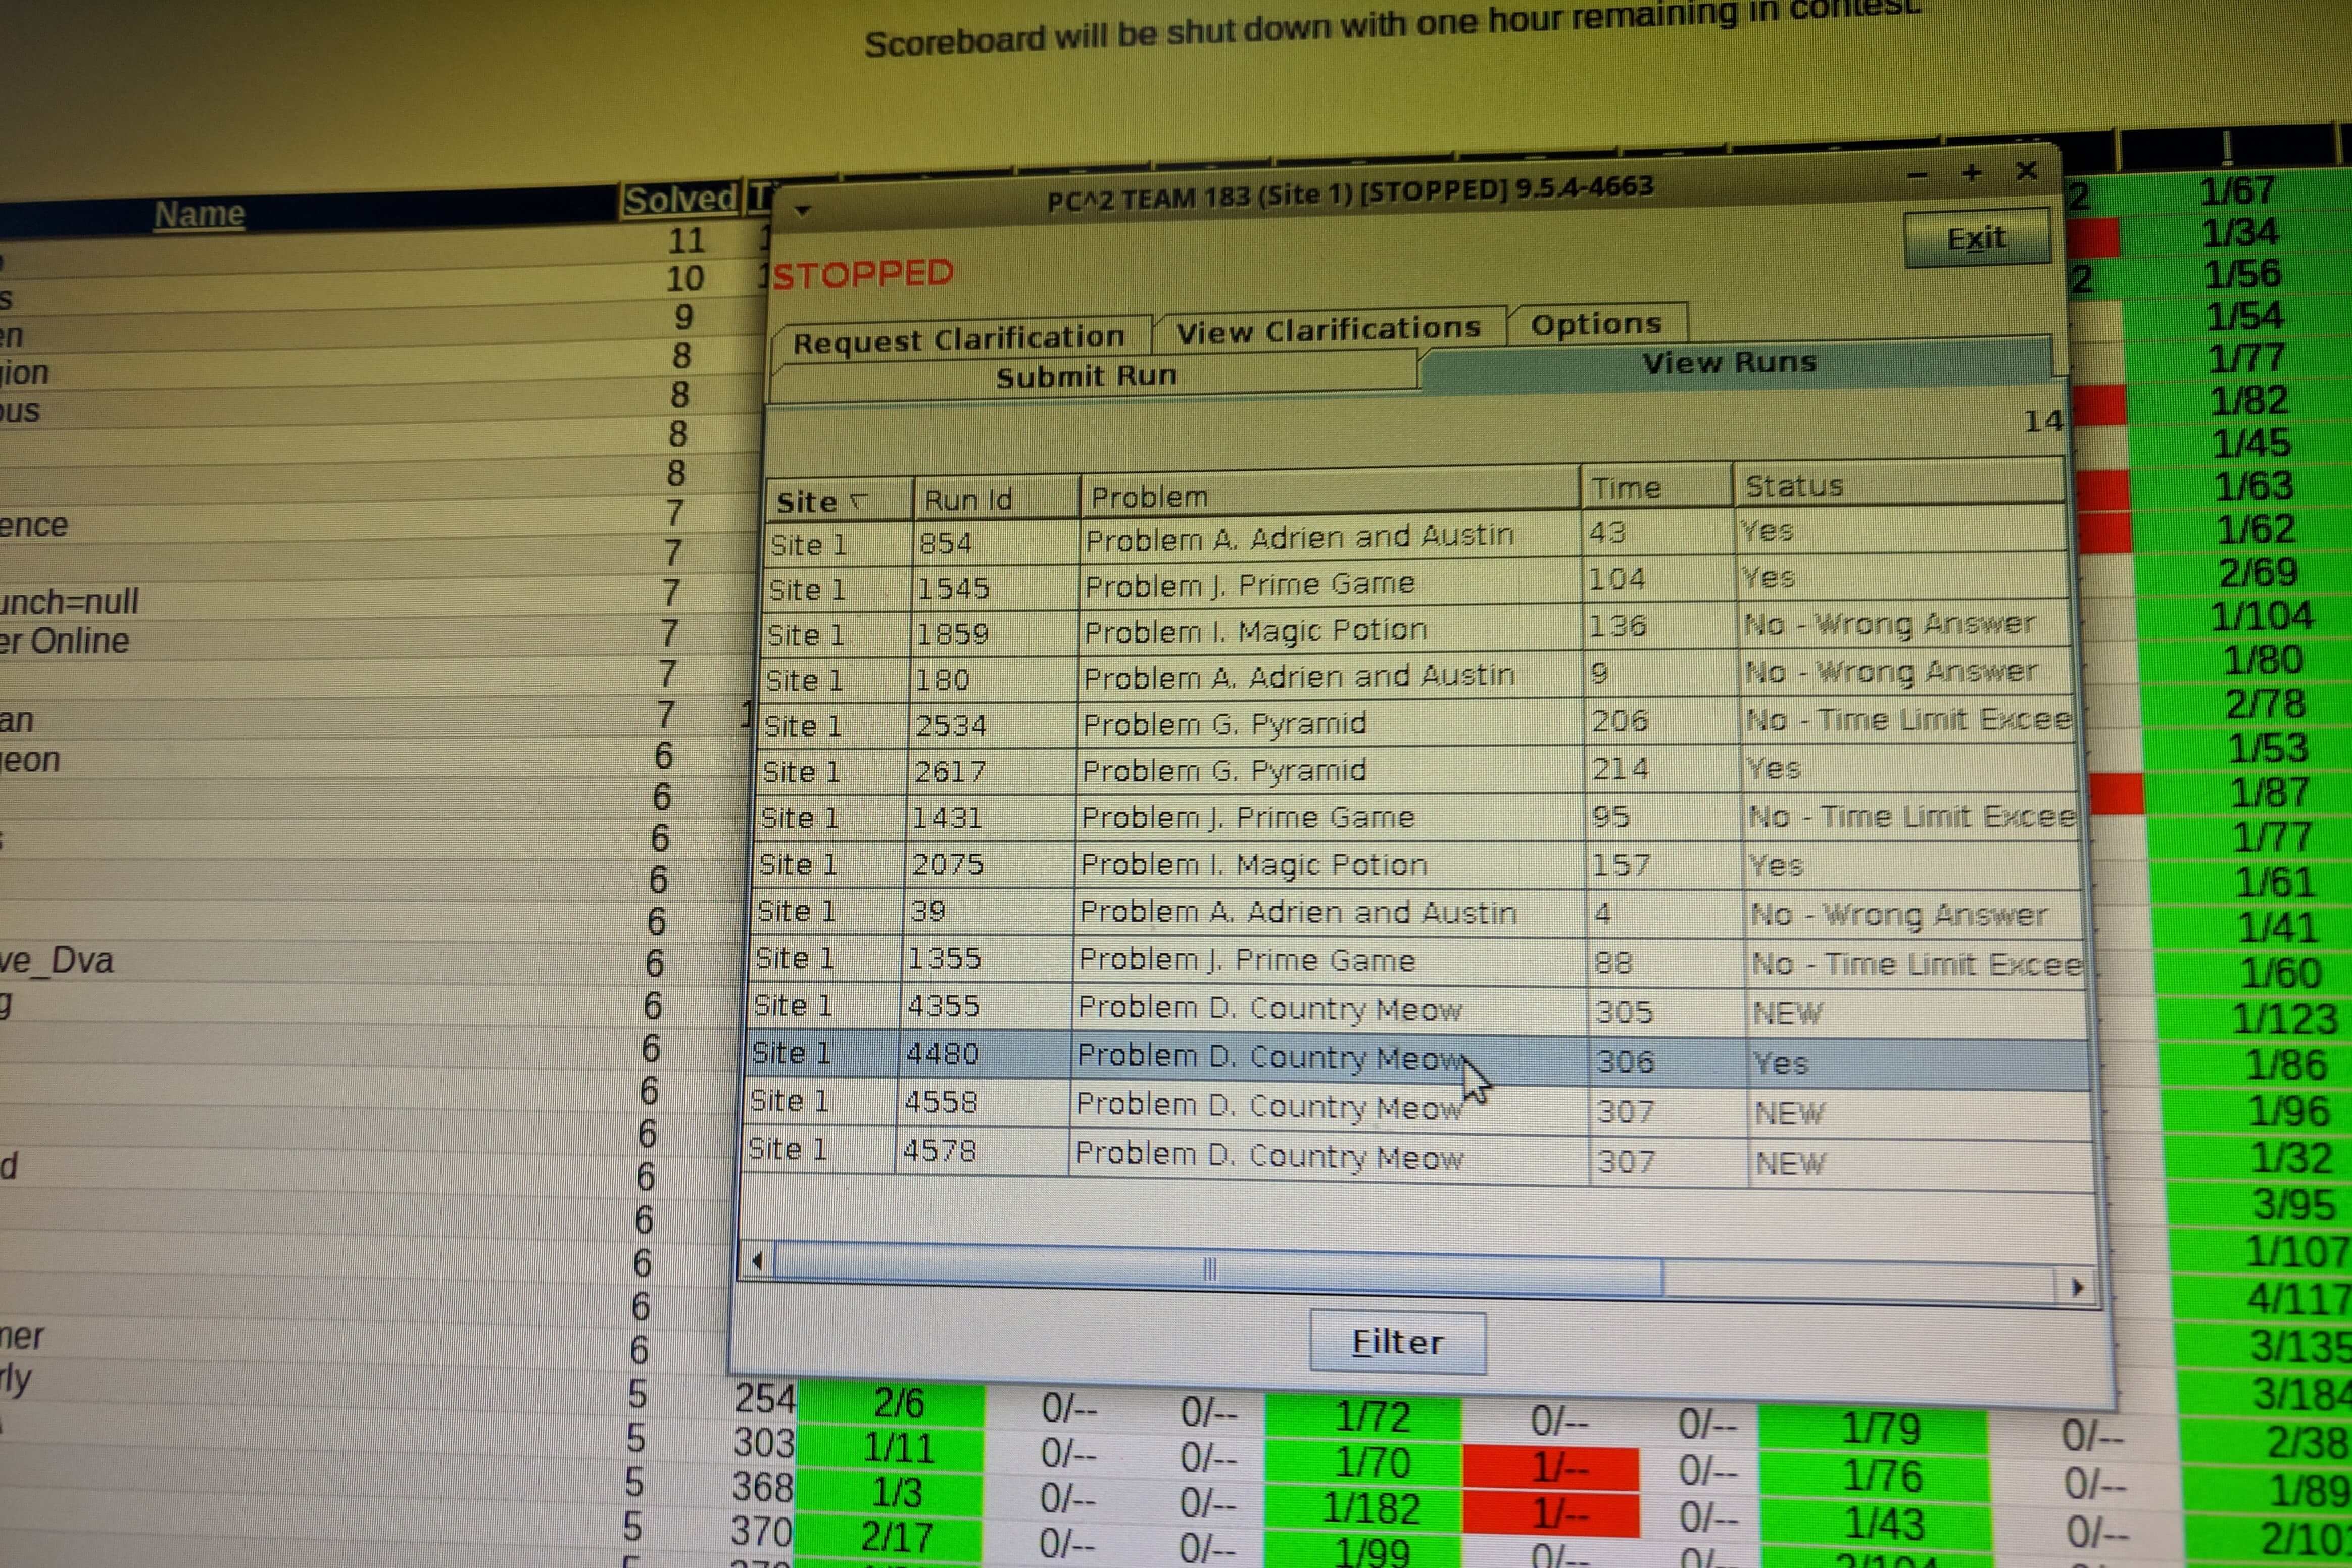 Scoreboard will be shut down with one hour remaining in contest.
Name Solved
PC^2 TEAM 183 (Site 1) [STOPPED] 9.5.4-4663
STOPPED
Exit
Request Clarification View Clarifications Options
Submit Run View Runs
14
Site Run Id Problem Time Status
Site 1 854 Problem A. Adrien and Austin 43 Yes
Site 1 1545 Problem J. Prime Game 104 Yes
Site 1 1859 Problem I. Magic Potion 136 No - Wrong Answer
Site 1 180 Problem A. Adrien and Austin 9 No - Wrong Answer
Site 1 2534 Problem G. Pyramid 206 No - Time Limit Excee
Site 1 2617 Problem G. Pyramid 214 Yes
Site 1 1431 Problem J. Prime Game 95 No - Time Limit Excee
Site 1 2075 Problem I. Magic Potion 157 Yes
Site 1 39 Problem A. Adrien and Austin 4 No - Wrong Answer
Site 1 1355 Problem J. Prime Game 88 No - Time Limit Excee
Site 1 4355 Problem D. Country Meow 305 NEW
Site 1 4480 Problem D. Country Meow 306 Yes
Site 1 4558 Problem D. Country Meow 307 NEW
Site 1 4578 Problem D. Country Meow 307 NEW
Filter
11
10
s
9
en
8
gion
8
ous
8
8
7
ence
7
7
unch=null
7
er Online
7
7
an
6
geon
6
6
6
6
6
ve_Dva
6
g
6
6
6
6
d
6
6
6
6
ner
6
rly
1/67
1/34
1/56
1/54
1/77
1/82
1/45
1/63
1/62
2/69
1/104
1/80
2/78
1/53
1/87
1/77
1/61
1/41
1/60
1/123
1/86
1/96
1/32
3/95
1/107
4/117
3/135
3/184
5 254 2/6 0/-- 0/-- 1/72 0/-- 0/-- 1/79 0/-- 2/38
5 303 1/11 0/-- 0/-- 1/70 1/-- 0/-- 1/76 0/-- 1/89
5 368 1/3 0/-- 0/-- 1/182 1/-- 0/-- 1/43 0/-- 2/10
5 370 2/17 0/-- 0/-- 1/99 0/--